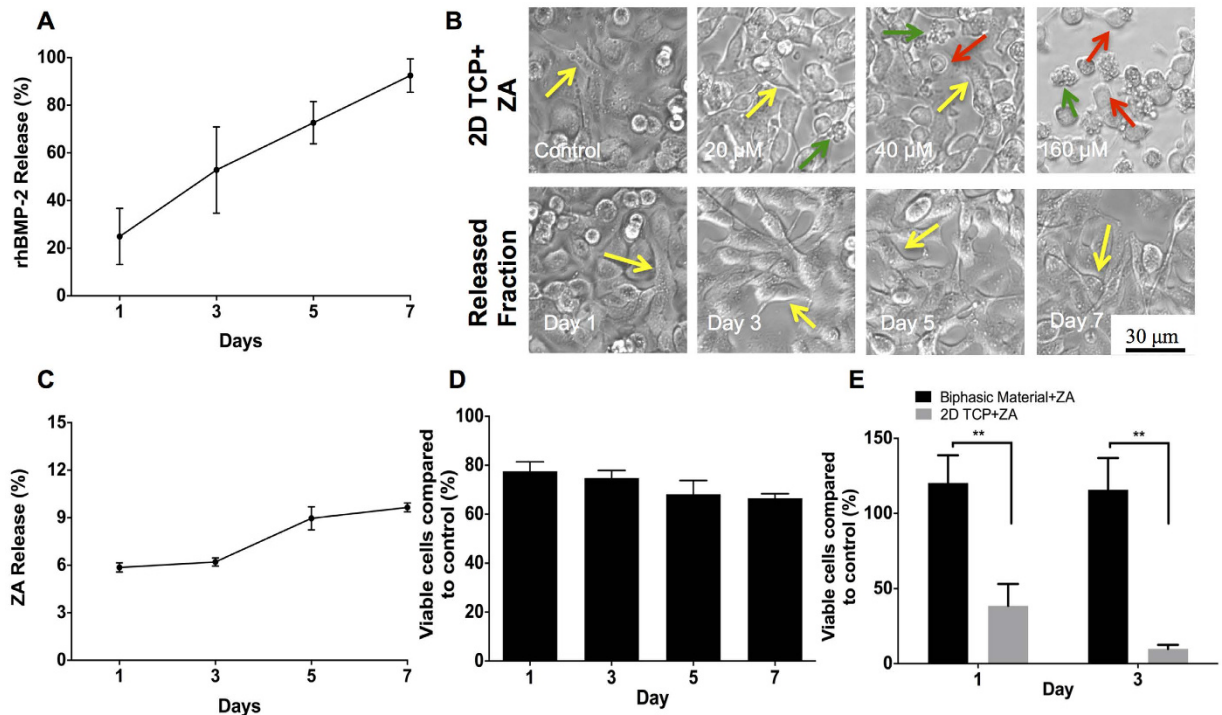 A
rhBMP-2 Release (%)
100
80
60
40
20
0
1
3
5
7
Days
B
2D TCP+
ZA
Control
20 µM
40 µM
160 µM
Released
Fraction
Day 1
Day 3
Day 5
Day 7
30 µm
C
ZA Release (%)
15
12
9
6
3
0
1
3
5
7
Days
D
Viable cells compared
to control (%)
100
80
60
40
20
0
1
3
5
7
Day
E
Biphasic Material+ZA
2D TCP+ZA
Viable cells compared
to control (%)
150
100
50
0
**
**
1
3
Day